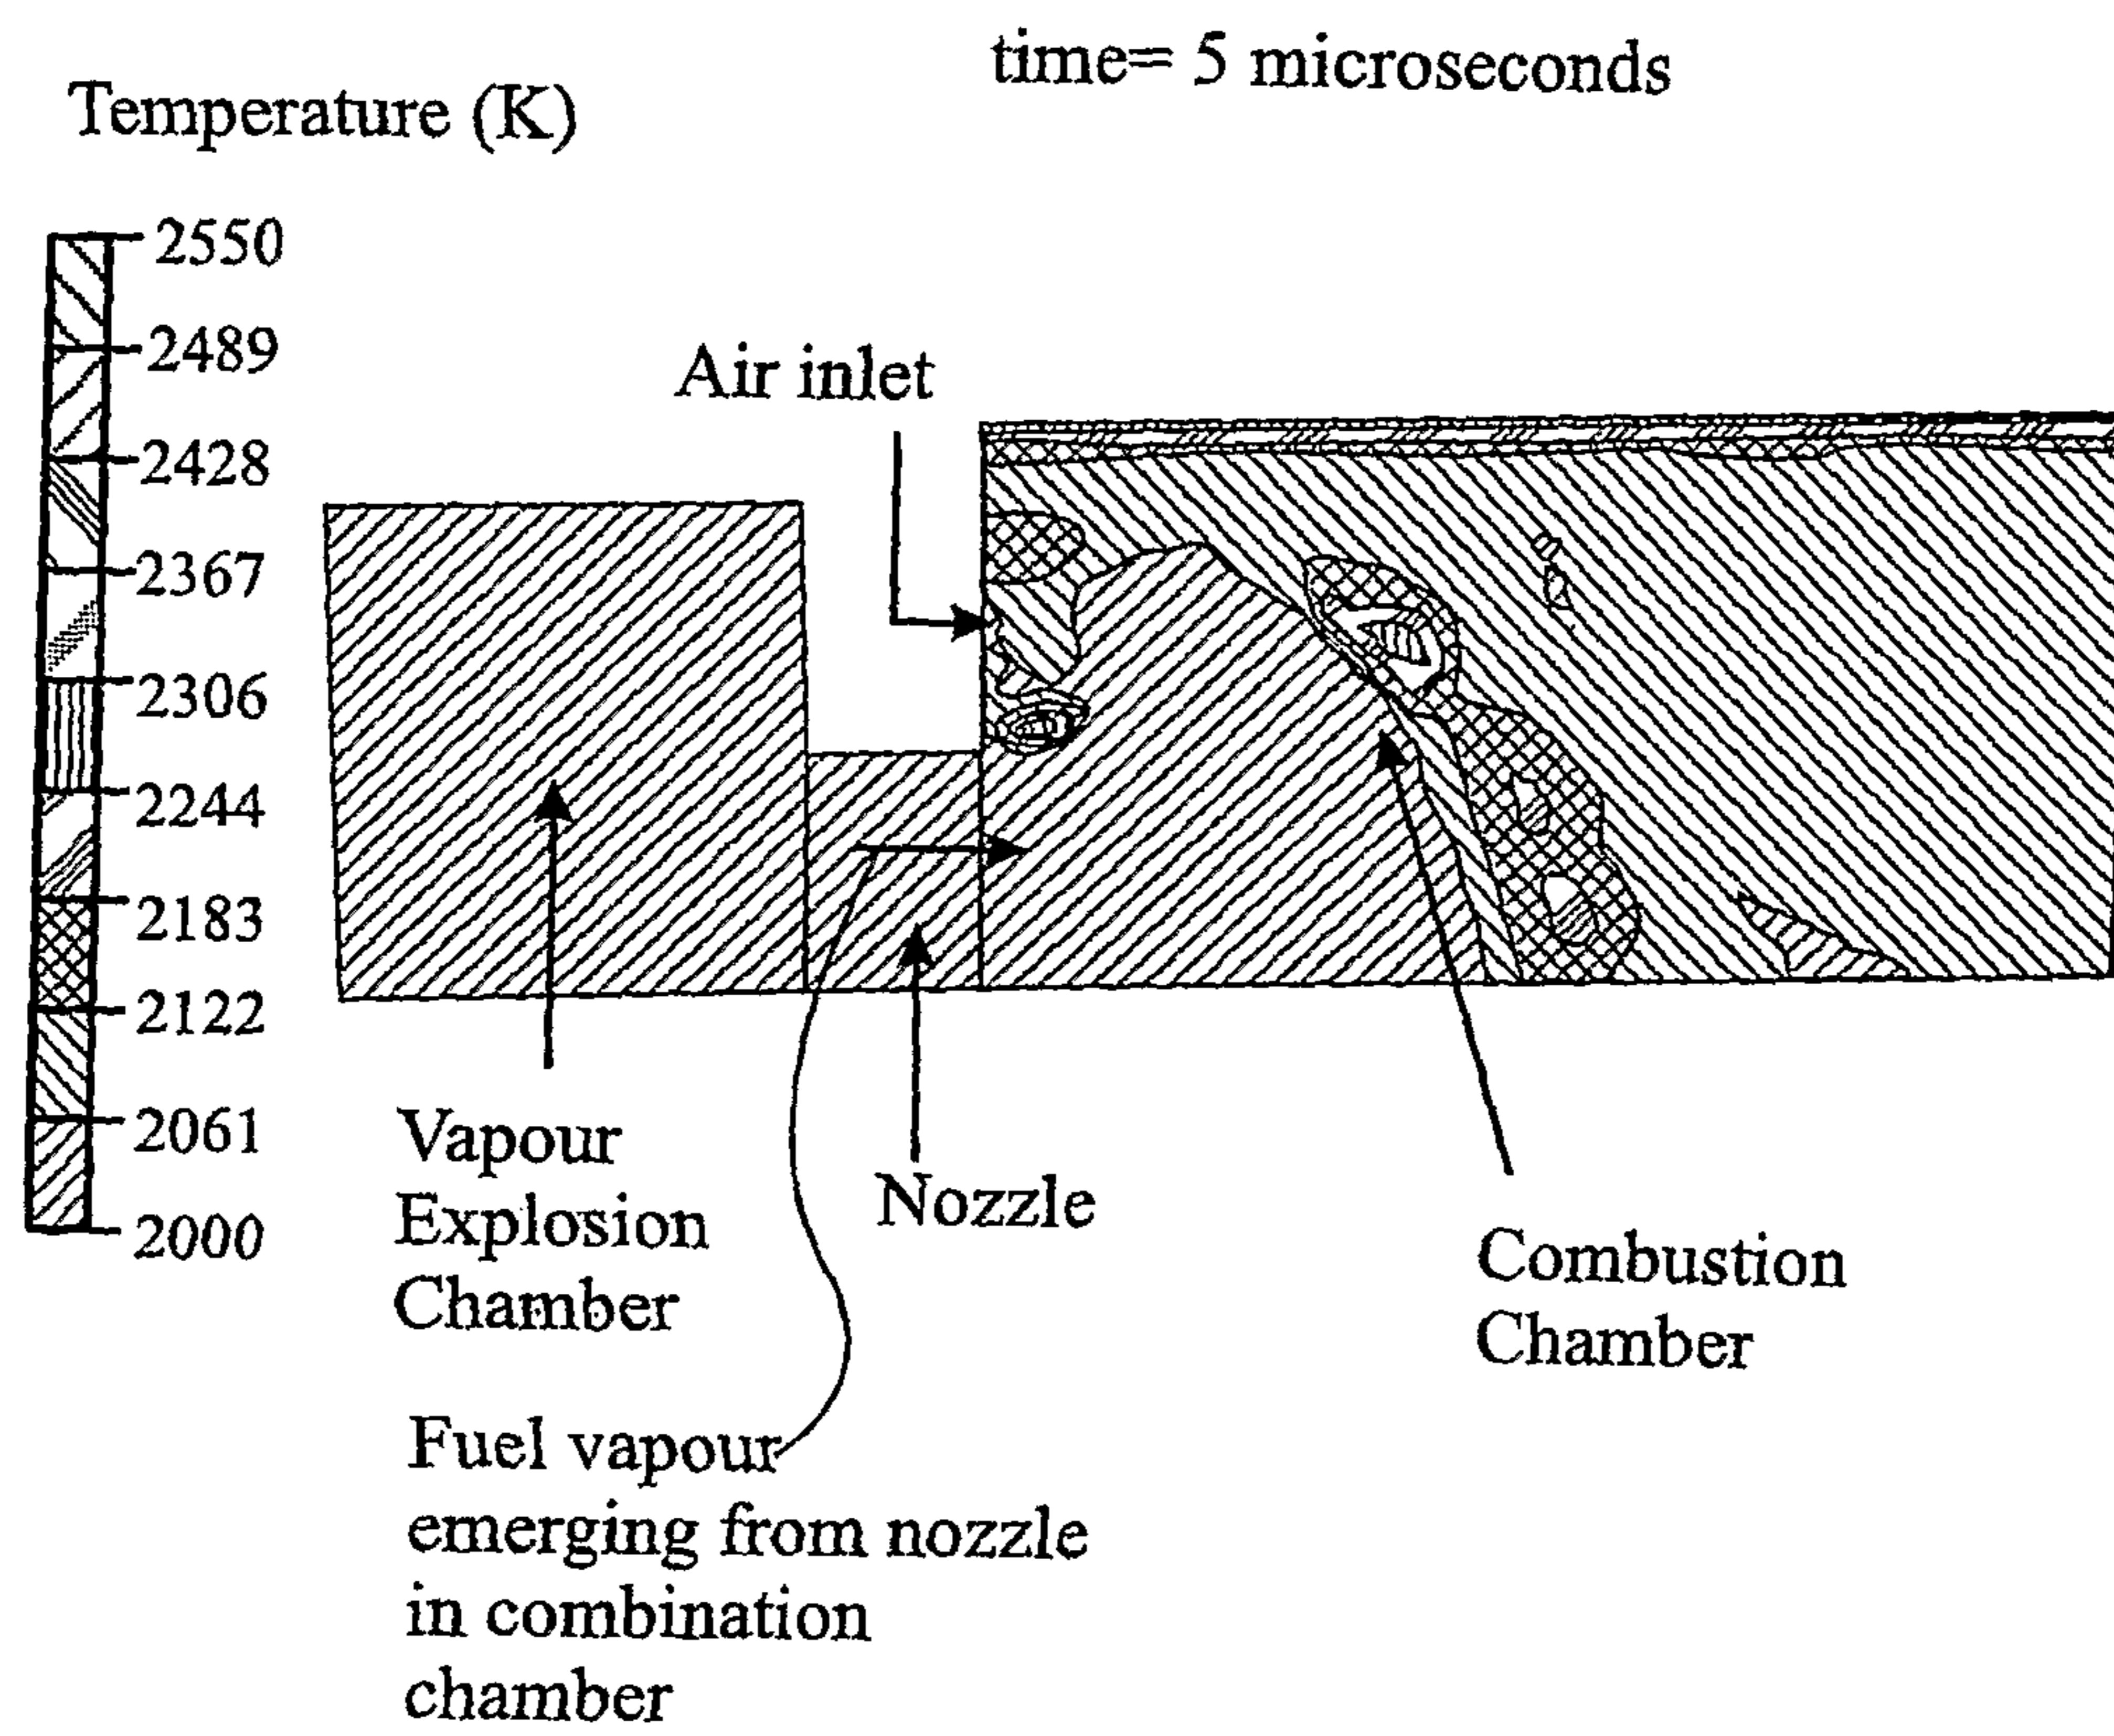 time= 5 microseconds
Temperature (K)
2550
2489
2428
2367
2306
2244
2183
2122
2061
2000
Air inlet
Vapour
Explosion
Chamber
Nozzle
Combustion
Chamber
Fuel vapour
emerging from nozzle
in combination
chamber